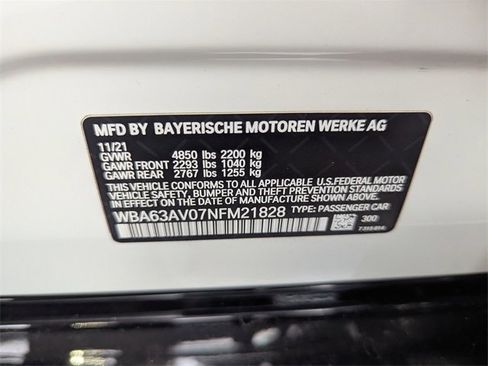 MFD BY BAYERISCHE MOTOREN WERKE AG
11/21
GVWR 4850 lbs 2200 kg
GAWR FRONT 2293 lbs 1040 kg
GAWR REAR 2767 lbs 1255 kg
THIS VEHICLE CONFORMS TO ALL APPLICABLE U.S.FEDERAL MOTOR
VEHICLE SAFETY, BUMPER AND THEFT PREVENTION STANDARDS IN
EFFECT ON THE DATE OF MANUFACTURE SHOWN ABOVE.
WBA63AV07NFM21828 TYPE: PASSENGER CAR
300